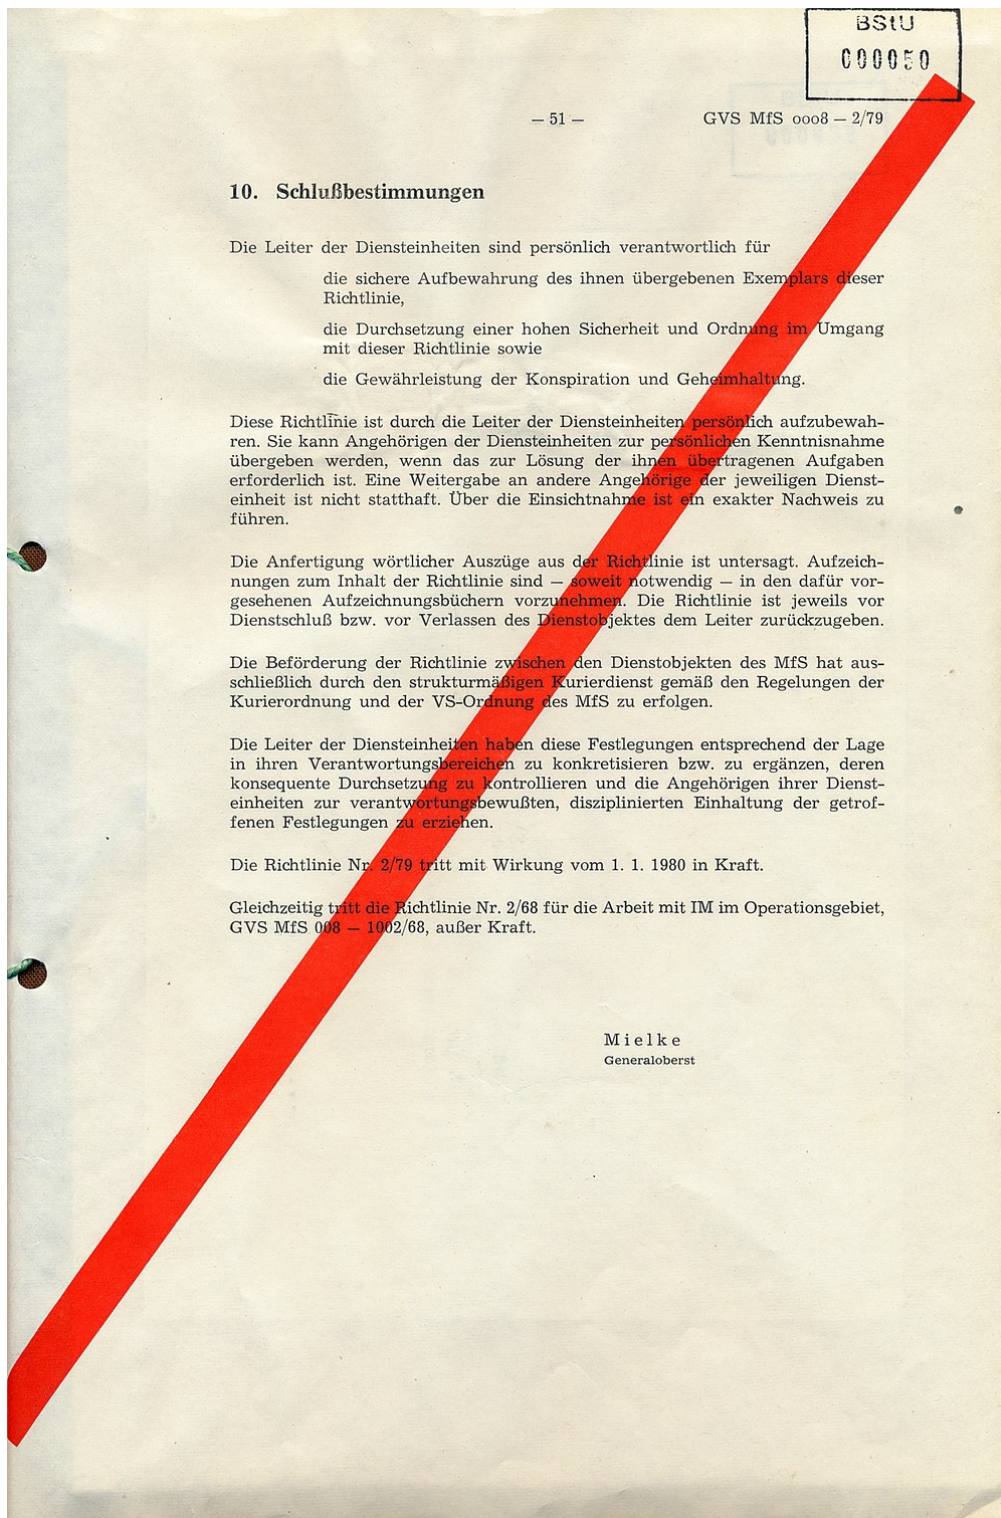 BStU
000050
— 51 —
GVS MfS ooo8 — 2/79
10. Schlußbestimmungen
Die Leiter der Diensteinheiten sind persönlich verantwortlich für
die sichere Aufbewahrung des ihnen übergebenen Exemplars dieser
Richtlinie,
die Durchsetzung einer hohen Sicherheit und Ordnung im Umgang
mit dieser Richtlinie sowie
die Gewährleistung der Konspiration und Geheimhaltung.
Diese Richtlinie ist durch die Leiter der Diensteinheiten persönlich aufzubewah-
ren. Sie kann Angehörigen der Diensteinheiten zur persönlichen Kenntnisnahme
übergeben werden, wenn das zur Lösung der ihnen übertragenen Aufgaben
erforderlich ist. Eine Weitergabe an andere Angehörige der jeweiligen Dienst-
einheit ist nicht statthaft. Über die Einsichtnahme ist ein exakter Nachweis zu
führen.
Die Anfertigung wörtlicher Auszüge aus der Richtlinie ist untersagt. Aufzeich-
nungen zum Inhalt der Richtlinie sind — soweit notwendig — in den dafür vor-
gesehenen Aufzeichnungsbüchern vorzunehmen. Die Richtlinie ist jeweils vor
Dienstschluß bzw. vor Verlassen des Dienstobjektes dem Leiter zurückzugeben.
Die Beförderung der Richtlinie zwischen den Dienstobjekten des MfS hat aus-
schließlich durch den strukturmäßigen Kurierdienst gemäß den Regelungen der
Kurierordnung und der VS-Ordnung des MfS zu erfolgen.
Die Leiter der Diensteinheiten haben diese Festlegungen entsprechend der Lage
in ihren Verantwortungsbereichen zu konkretisieren bzw. zu ergänzen, deren
konsequente Durchsetzung zu kontrollieren und die Angehörigen ihrer Dienst-
einheiten zur verantwortungsbewußten, disziplinierten Einhaltung der getrof-
fenen Festlegungen zu erziehen.
Die Richtlinie Nr. 2/79 tritt mit Wirkung vom 1. 1. 1980 in Kraft.
Gleichzeitig tritt die Richtlinie Nr. 2/68 für die Arbeit mit IM im Operationsgebiet,
GVS MfS 008 — 1002/68, außer Kraft.
Mielke
Generaloberst